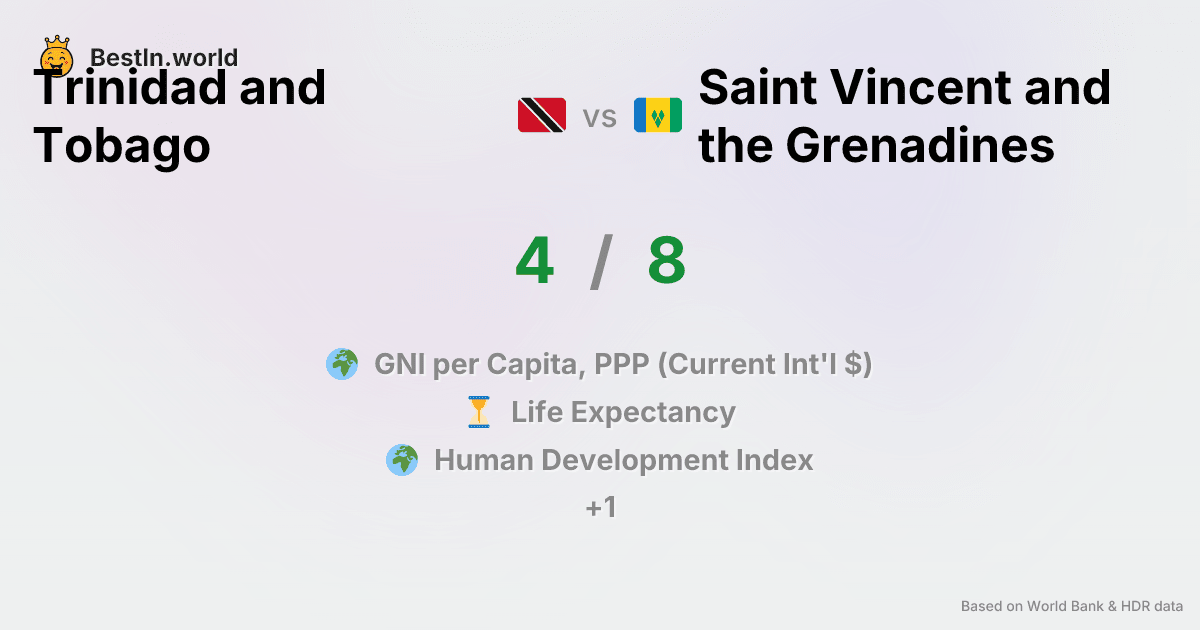 BestIn.world
Trinidad and
Tobago
vs
Saint Vincent and
the Grenadines
4 / 8
GNI per Capita, PPP (Current Int'l $)
Life Expectancy
Human Development Index
+1
Based on World Bank & HDR data